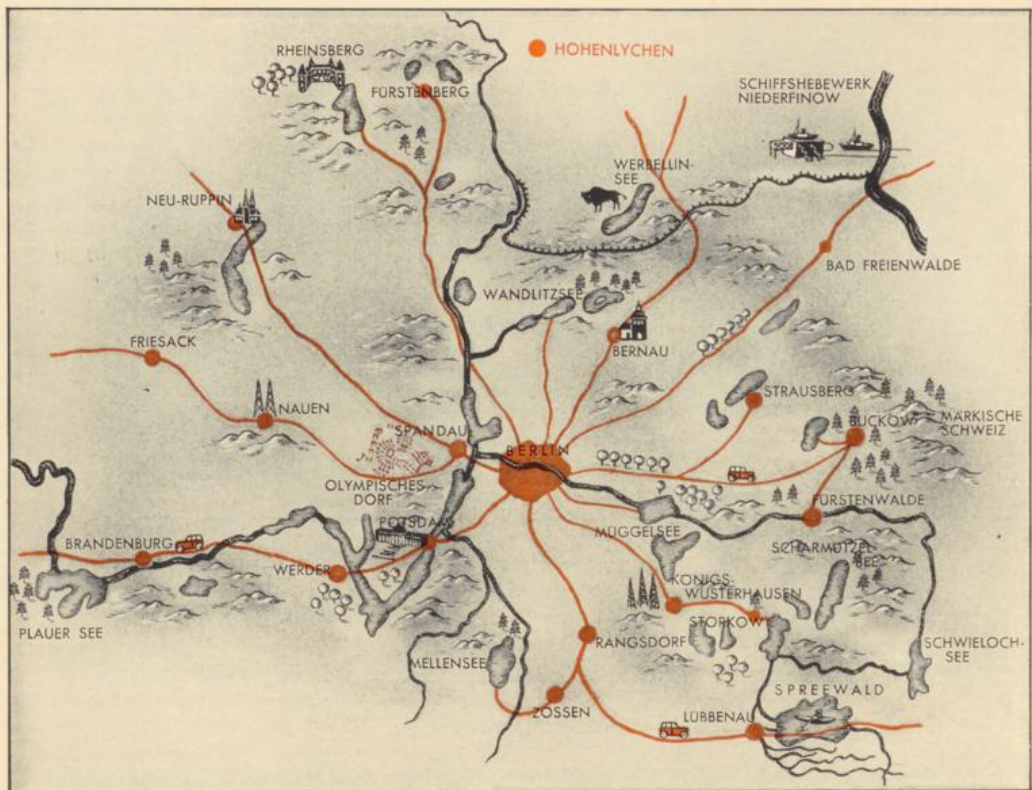 RHEINSBERG
HOHENLYCHEN
FÜRSTENBERG
SCHIFFSHEBEWERK
NIEDERFINOW
WERBELLIN-
SEE
NEU-RUPPIN
BAD FREIENWALDE
WANDLITZSEE
FRIESACK
BERNAU
STRAUSBERG
NAUEN
BUCKOW
MÄRKISCHE
SCHWEIZ
SPANDAU
BERLIN
OLYMPISCHES
DORF
FÜRSTENWALDE
POTSDAM
MÜGGELSEE
BRANDENBURG
SCHARMÜTZEL-
SEE
WERDER
KÖNIGS-
WUSTERHAUSEN
PLAUER SEE
STORKOW
RANGSDORF
SCHWIELOCH-
SEE
MELLENSEE
SPREEWALD
ZOSSEN
LÜBBENAU